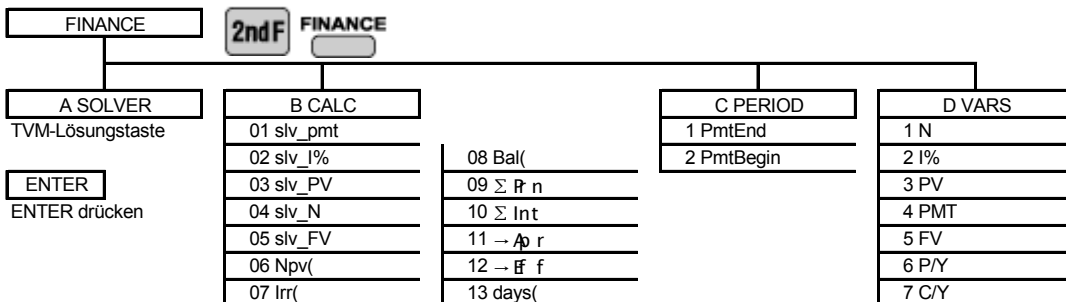 FINANCE
2ndF FINANCE
A SOLVER
TVM-Lösungstaste
ENTER
ENTER drücken
B CALC
01 slv_pmt
02 slv_I%
03 slv_PV
04 slv_N
05 slv_FV
06 Npv(
07 Irr(
08 Bal(
09 Σ Prn
10 Σ Int
11 → Apr
12 → Eff
13 days(
C PERIOD
1 PmtEnd
2 PmtBegin
D VARS
1 N
2 I%
3 PV
4 PMT
5 FV
6 P/Y
7 C/Y